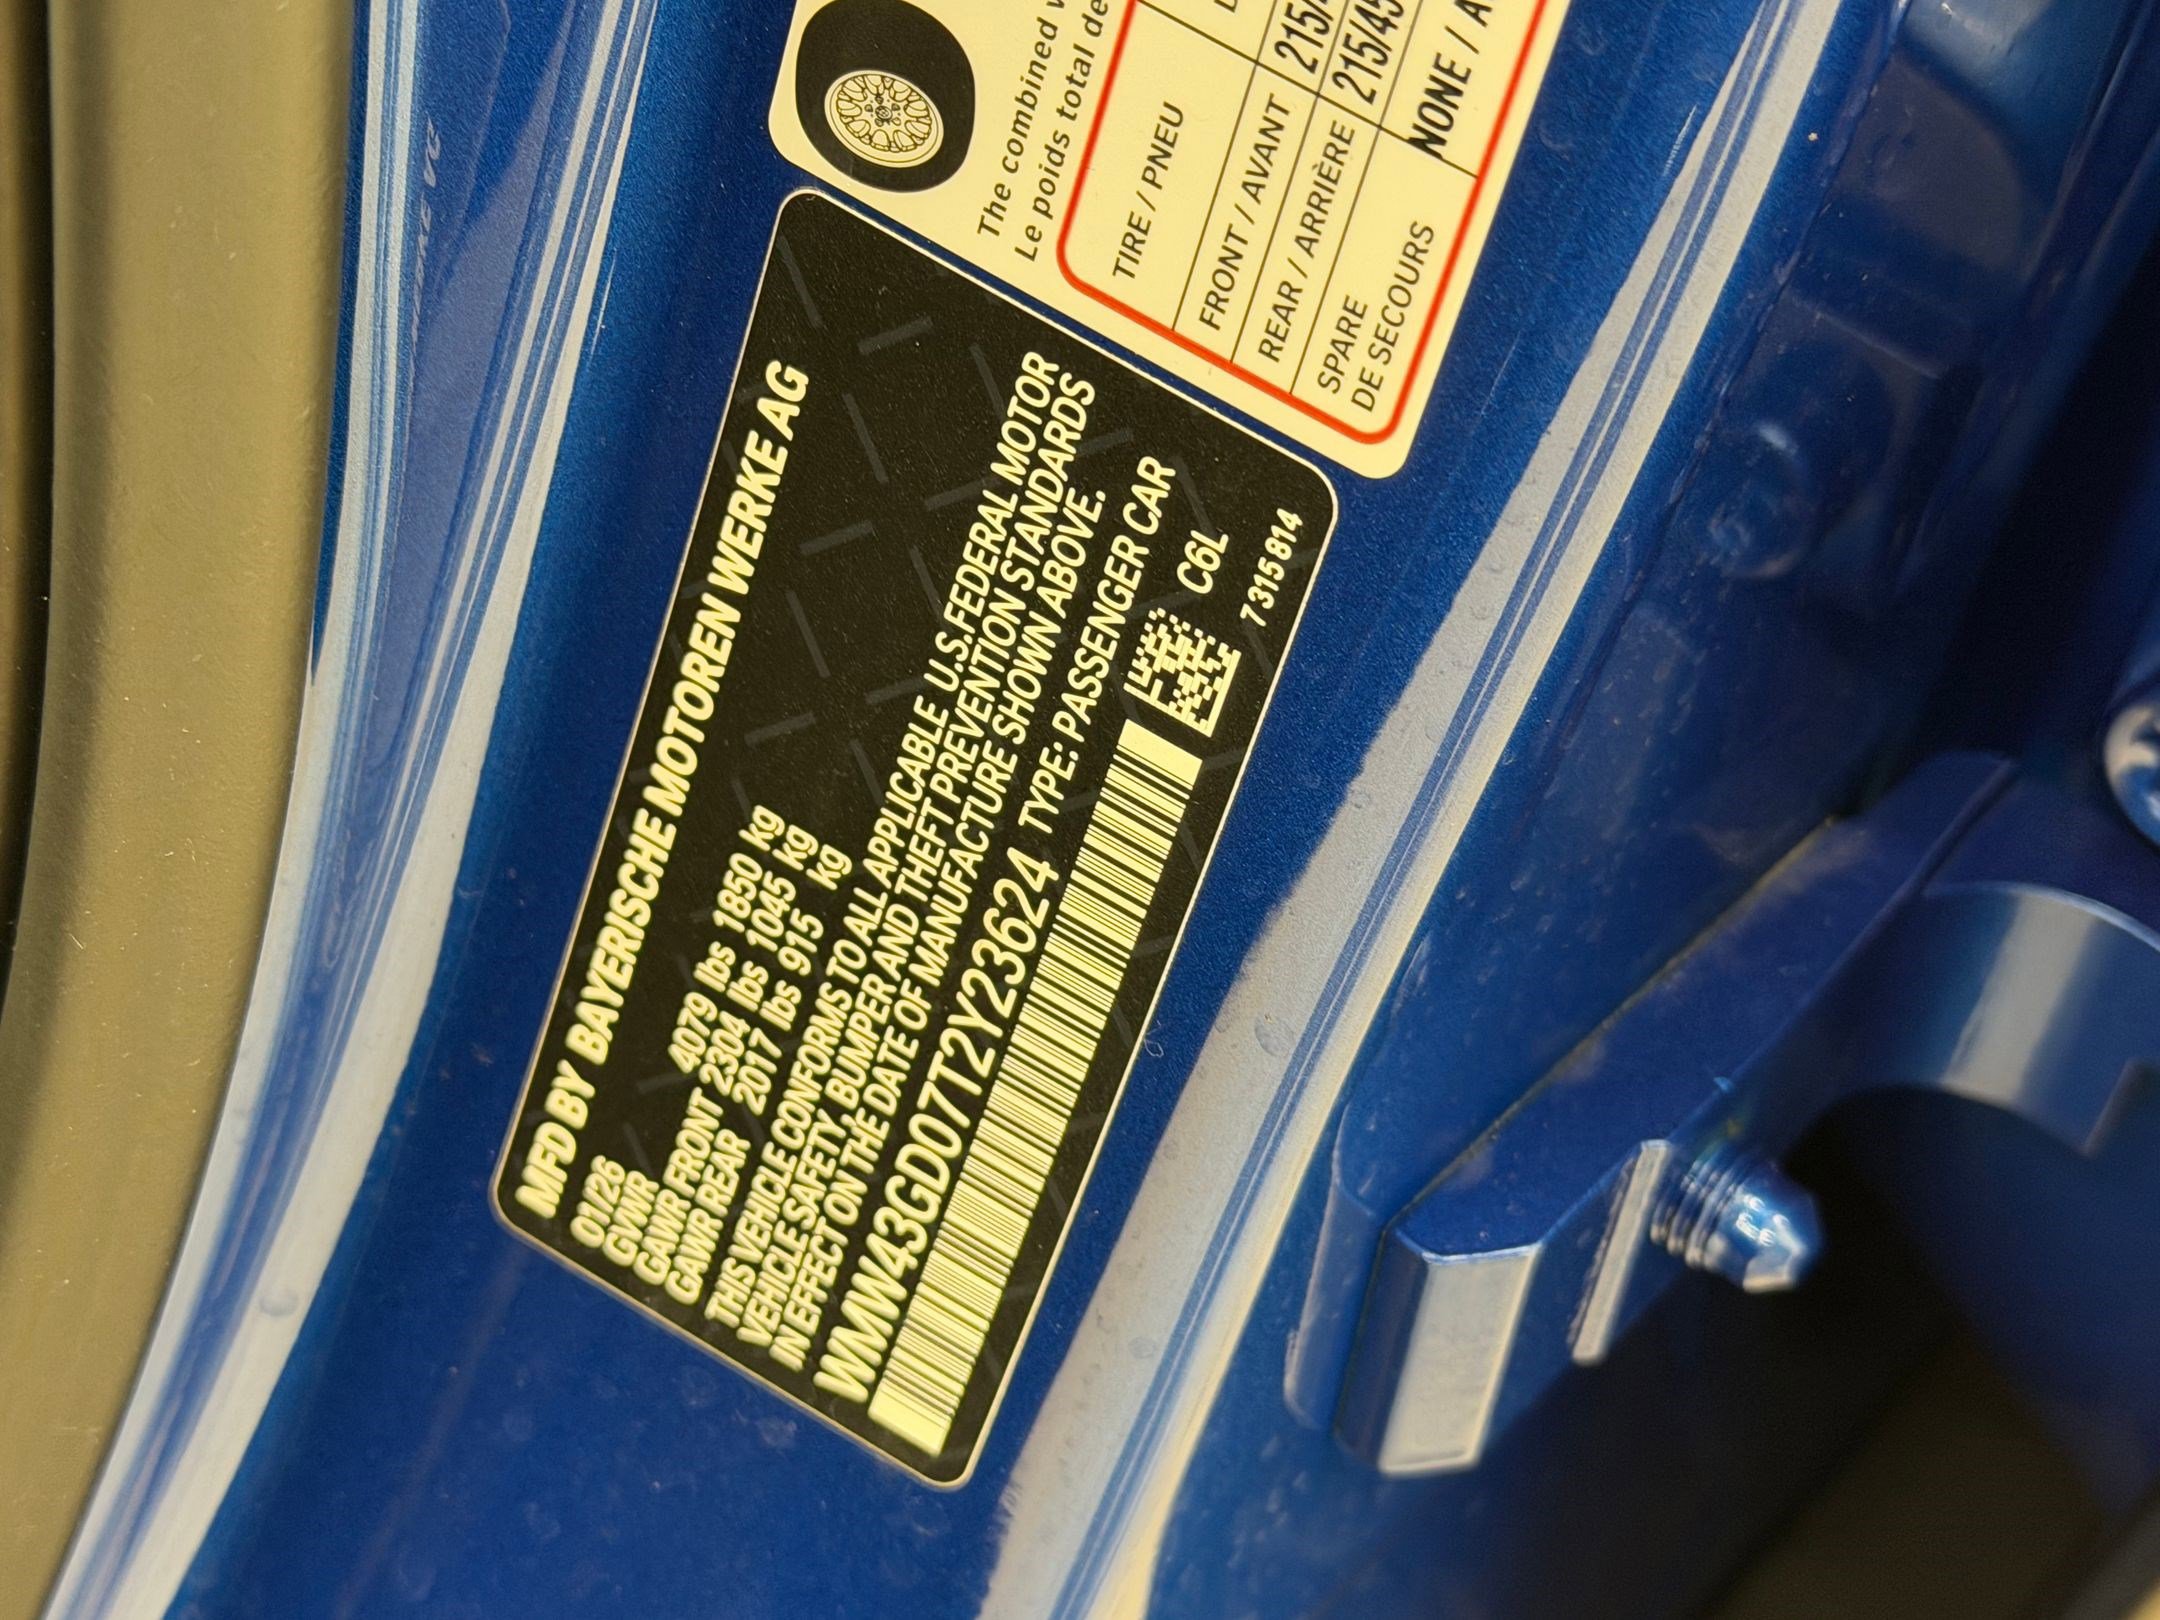 The combined
Le poids total de
TIRE / PNEU
FRONT / AVANT 215/
REAR / ARRIÈRE 215/45
SPARE
DE SECOURS
NONE /
MFD BY BAYERISCHE MOTOREN WERKE AG
01/26
GVWR 4079 lbs 1850 kg
GAWR FRONT 2304 lbs 1045 kg
GAWR REAR 2017 lbs 915 kg
THIS VEHICLE CONFORMS TO ALL APPLICABLE U.S.FEDERAL MOTOR
VEHICLE SAFETY, BUMPER AND THEFT PREVENTION STANDARDS
IN EFFECT ON THE DATE OF MANUFACTURE SHOWN ABOVE.
WMW43GD07T2Y23624 TYPE: PASSENGER CAR
C6L
7315814